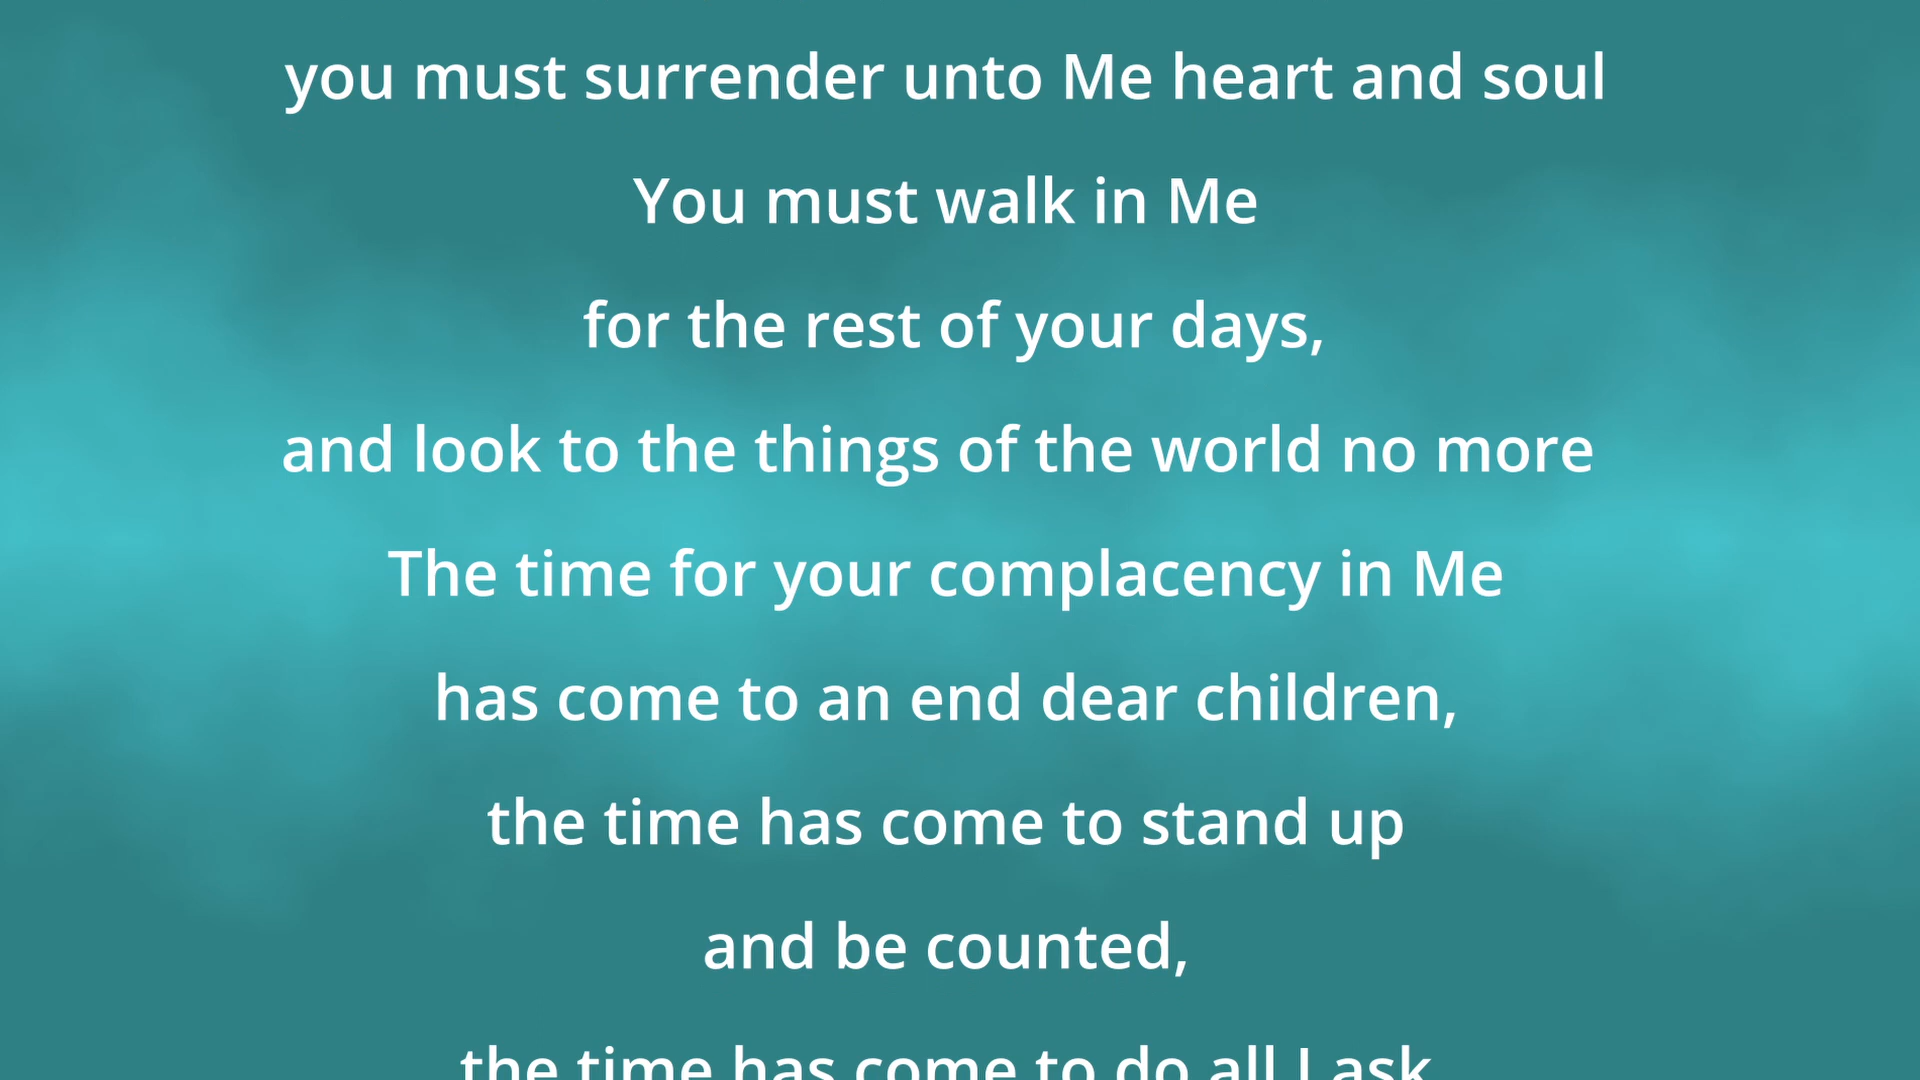 you must surrender unto Me heart and soul
You must walk in Me
for the rest of your days,
and look to the things of the world no more
The time for your complacency in Me
has come to an end dear children,
the time has come to stand up
and be counted,
the time has come to do all I ask